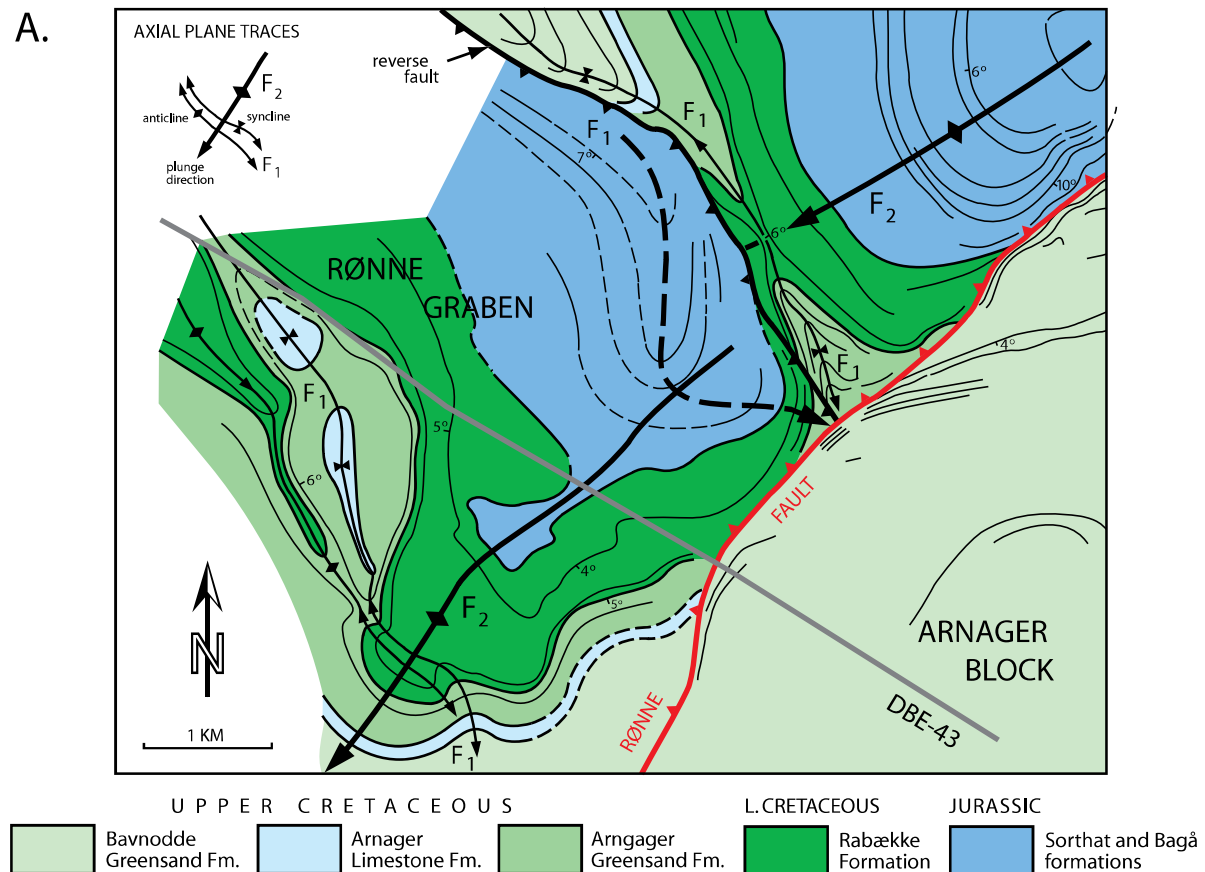 A.
AXIAL PLANE TRACES
F2
anticline
syncline
F1
plunge
direction
reverse
fault
F1
F1
6°
7°
10°
F2
6°
RØNNE
GRABEN
4°
F1
F1
5°
6°
FAULT
4°
5°
F2
N
ARNAGER
BLOCK
RØNNE
DBE-43
1 KM
F1
UPPER CRETACEOUS
L. CRETACEOUS
JURASSIC
Bavnodde
Greensand Fm.
Arnager
Limestone Fm.
Arngager
Greensand Fm.
Rabække
Formation
Sorthat and Bagå
formations